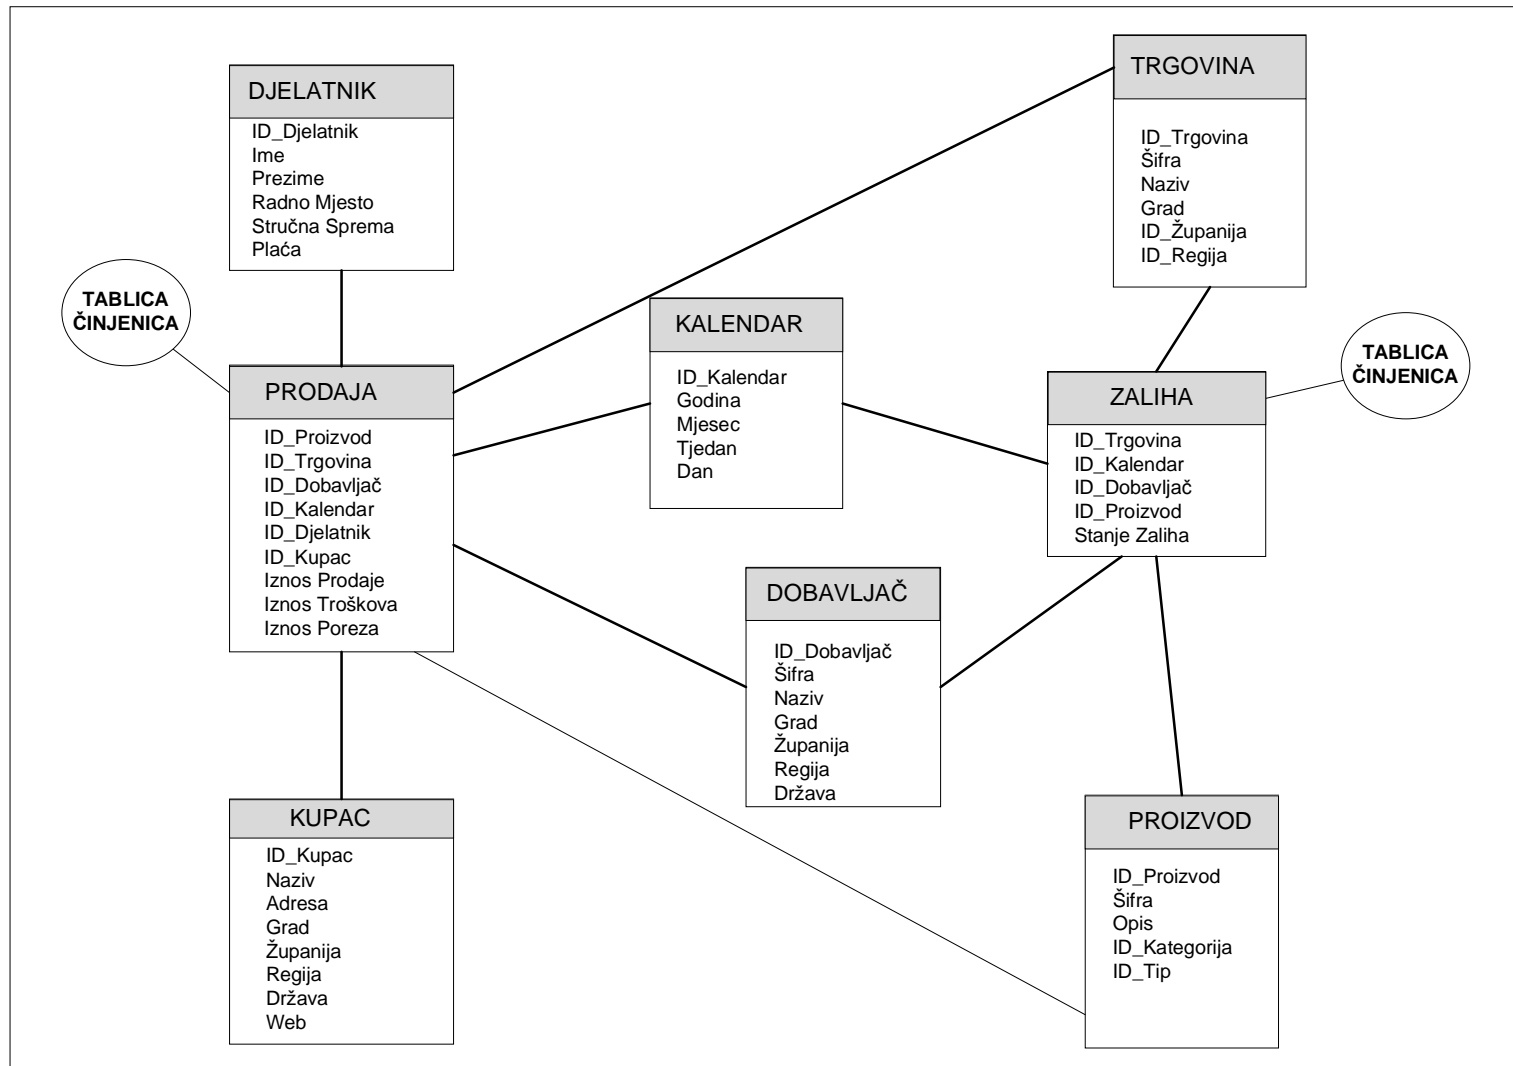 DJELATNIK
ID_Djelatnik
Ime
Prezime
Radno Mjesto
Stručna Sprema
Plaća
TRGOVINA
ID_Trgovina
Šifra
Naziv
Grad
ID_Županija
ID_Regija
TABLICA
ČINJENICA
KALENDAR
ID_Kalendar
Godina
Mjesec
Tjedan
Dan
TABLICA
ČINJENICA
PRODAJA
ID_Proizvod
ID_Trgovina
ID_Dobavljač
ID_Kalendar
ID_Djelatnik
ID_Kupac
Iznos Prodaje
Iznos Troškova
Iznos Poreza
ZALIHA
ID_Trgovina
ID_Kalendar
ID_Dobavljač
ID_Proizvod
Stanje Zaliha
DOBAVLJAČ
ID_Dobavljač
Šifra
Naziv
Grad
Županija
Regija
Država
KUPAC
ID_Kupac
Naziv
Adresa
Grad
Županija
Regija
Država
Web
PROIZVOD
ID_Proizvod
Šifra
Opis
ID_Kategorija
ID_Tip